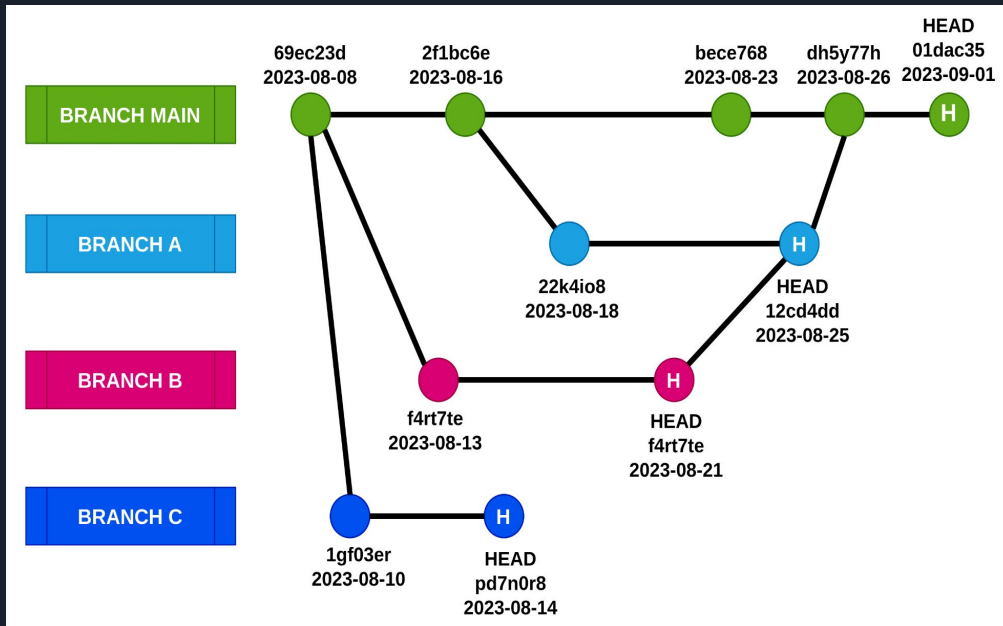 HEAD
69ec23d
2023-08-08
2f1bc6e
2023-08-16
bece768
2023-08-23
dh5y77h
2023-08-26
01dac35
2023-09-01
BRANCH MAIN
H
BRANCH A
H
22k4io8
2023-08-18
HEAD
12cd4dd
2023-08-25
BRANCH B
H
f4rt7te
2023-08-13
HEAD
f4rt7te
2023-08-21
BRANCH C
H
1gf03er
2023-08-10
HEAD
pd7n0r8
2023-08-14